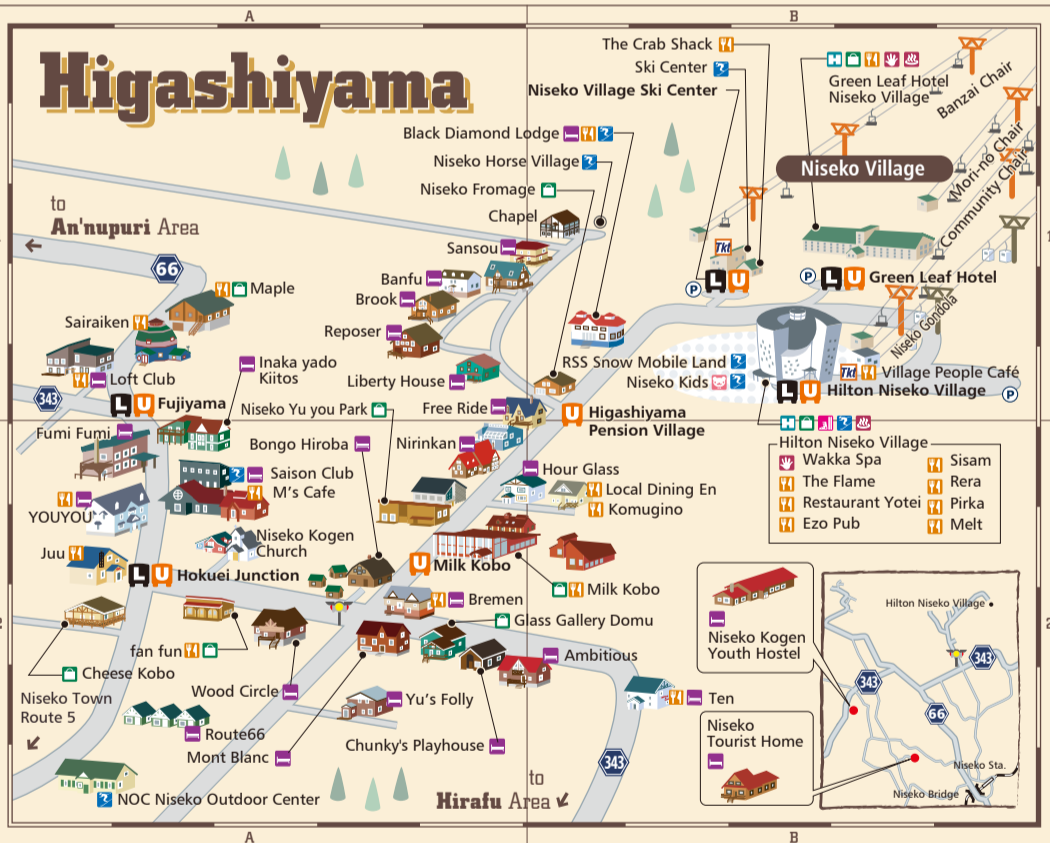 A
B
Higashiyama
The Crab Shack
Ski Center
Niseko Village Ski Center
H
Green Leaf Hotel
Niseko Village
Banzai Chair
Mori-no Chair
Community Chair
Niseko Village
Black Diamond Lodge
Niseko Horse Village
Niseko Fromage
Chapel
to
An'nupuri Area
Sansou
Banfu
Brook
Reposer
Liberty House
Free Ride
66
Maple
Sairaiken
Loft Club
343
L U Fujiyama
Inaka yado
Kiitos
Niseko Yu you Park
Bongo Hiroba
Nirinkan
Tkt
P L U
P L U Green Leaf Hotel
Niseko Gondola
RSS Snow Mobile Land
Niseko Kids
Tkt Village People Café
L U Hilton Niseko Village
P
U Higashiyama
Pension Village
H
Hilton Niseko Village
Wakka Spa
The Flame
Restaurant Yotei
Ezo Pub
Sisam
Rera
Pirka
Melt
1
Fumi Fumi
Saison Club
M's Cafe
YOUYOU
Niseko Kogen
Church
Juu
L U Hokuei Junction
Hour Glass
Local Dining En
Komugino
U Milk Kobo
Milk Kobo
Bremen
Glass Gallery Domu
Ambitious
fan fun
Cheese Kobo
Niseko Town
Route 5
Wood Circle
Route66
Mont Blanc
Yu's Folly
Chunky's Playhouse
Ten
343
NOC Niseko Outdoor Center
to
Hirafu Area
Niseko Kogen
Youth Hostel
Niseko
Tourist Home
Hilton Niseko Village
343
343
66
Niseko Sta.
Niseko Bridge
2
A
B